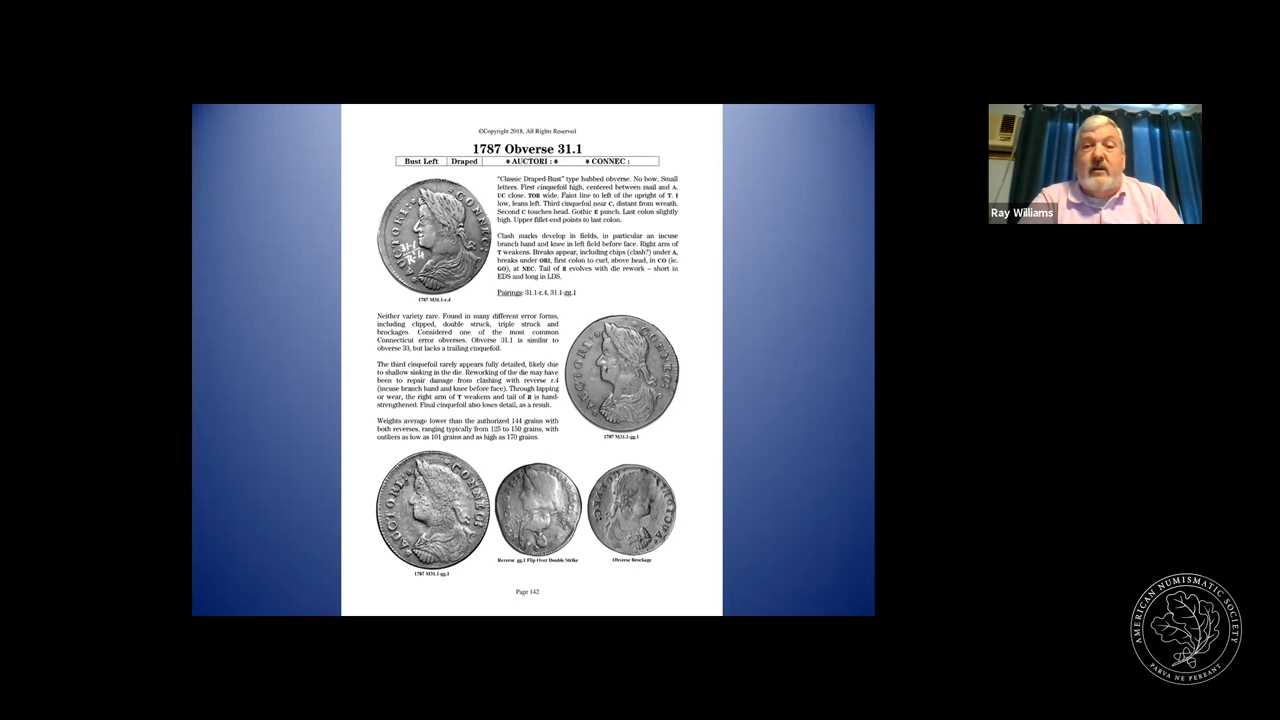 ©Copyright 2018, All Rights Reserved
1787 Obverse 31.1
Bust Left Draped AUCTORI : CONNEC :
"Classic Draped-Bust" type hubbed obverse. No bow. Small
letters. First cinquefoil high, centered between mail and A.
UC close. TOR wide. Faint line to left of the upright of T. I
low, leans left. Third cinquefoil near C, distant from wreath.
Second C touches head. Gothic R punch. Last colon slightly
high. Upper fillet-end points to last colon.
Clash marks develop in fields, in particular an incuse
branch hand and knee in left field before face. Right arm of
T weakens. Breaks appear, including chips (clash?) under A,
breaks under ORI, first colon to curl, above head, in CO (ie.
GO), at NEC. Tail of R evolves with die rework – short in
EDS and long in LDS.
Pairings: 31.1-r.4, 31.1-gg.1
AUCTORI: CONNEC:
31-1
R-4
1787 M31.1-r.4
Neither variety rare. Found in many different error forms,
including clipped, double struck, triple struck and
brockages. Considered one of the most common
Connecticut error obverses. Obverse 31.1 is similar to
obverse 33, but lacks a trailing cinquefoil.
The third cinquefoil rarely appears fully detailed, likely due
to shallow sinking in the die. Reworking of the die may have
been to repair damage from clashing with reverse r.4
(incuse branch hand and knee before face). Through lapping
or wear, the right arm of T weakens and tail of R is hand-
strengthened. Final cinquefoil also loses detail, as a result.
Weights average lower than the authorized 144 grains with
both reverses, ranging typically from 125 to 150 grains, with
outliers as low as 101 grains and as high as 170 grains.
AUCTORI: CONNEC:
1787 M31.1-gg.1
AUCTORI: CONNEC:
1787 M31.1-gg.1
Reverse gg.1 Flip Over Double Strike
Obverse Brockage
Page 142
Ray Williams
AMERICAN NUMISMATIC SOCIETY
PARVA NE PEREANT